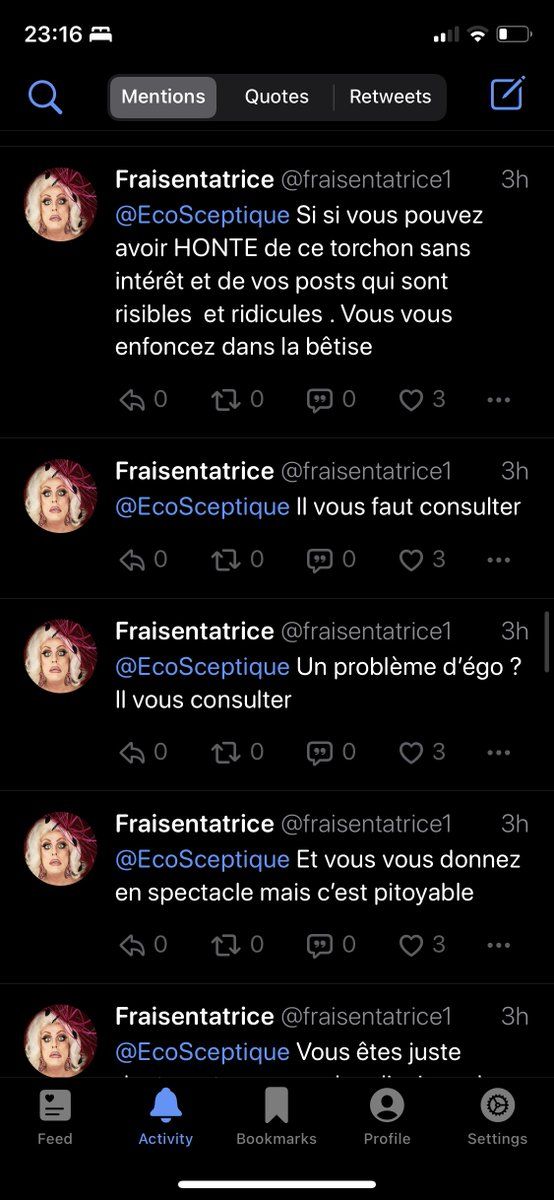 23:16
Mentions Quotes Retweets
Fraisentatrice @fraisentatrice1 3h
@EcoSceptique Si si vous pouvez
avoir HONTE de ce torchon sans
intérêt et de vos posts qui sont
risibles  et ridicules . Vous vous
enfoncez dans la bêtise
0 0 0 3
Fraisentatrice @fraisentatrice1 3h
@EcoSceptique Il vous faut consulter
0 0 0 3
Fraisentatrice @fraisentatrice1 3h
@EcoSceptique Un problème d’égo ?
Il vous consulter
0 0 0 3
Fraisentatrice @fraisentatrice1 3h
@EcoSceptique Et vous vous donnez
en spectacle mais c’est pitoyable
0 0 0 3
Fraisentatrice @fraisentatrice1 3h
@EcoSceptique Vous êtes juste
Feed Activity Bookmarks Profile Settings